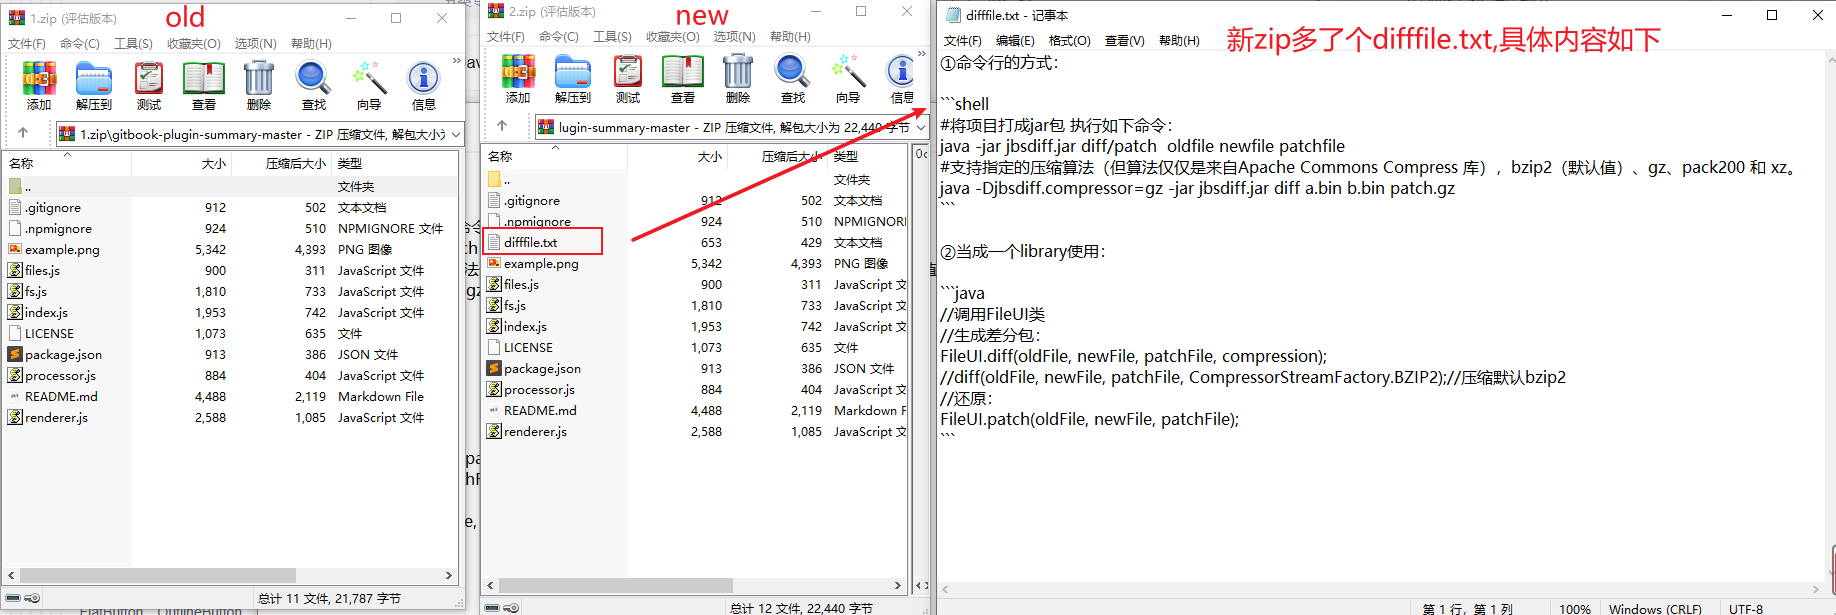 1.zip (评估版本)
old
文件(F) 命令(C) 工具(S) 收藏夹(O) 选项(N) 帮助(H)
添加 解压到 测试 查看 删除 查找 向导 信息
1.zip\gitbook-plugin-summary-master - ZIP 压缩文件, 解包大小为
名称 大小 压缩后大小 类型
.. 文件夹
.gitignore 912 502 文本文档
.npmignore 924 510 NPMIGNORE 文件
example.png 5,342 4,393 PNG 图像
files.js 900 311 JavaScript 文件
fs.js 1,810 733 JavaScript 文件
index.js 1,953 742 JavaScript 文件
LICENSE 1,073 635 文件
package.json 913 386 JSON 文件
processor.js 884 404 JavaScript 文件
README.md 4,488 2,119 Markdown File
renderer.js 2,588 1,085 JavaScript 文件
总计 11 文件, 21,787 字节
2.zip (评估版本)
new
文件(F) 命令(C) 工具(S) 收藏夹(O) 选项(N) 帮助(H)
添加 解压到 测试 查看 删除 查找 向导 信息
lugin-summary-master - ZIP 压缩文件, 解包大小为 22,440 字节
名称 大小 压缩后大小 类型
.. 文件夹
.gitignore 912 502 文本文档
.npmignore 924 510 NPMIGNORE
difffile.txt 653 429 文本文档
example.png 5,342 4,393 PNG 图像
files.js 900 311 JavaScript 文
fs.js 1,810 733 JavaScript 文
index.js 1,953 742 JavaScript 文
LICENSE 1,073 635 文件
package.json 913 386 JSON 文件
processor.js 884 404 JavaScript 文
README.md 4,488 2,119 Markdown F
renderer.js 2,588 1,085 JavaScript 文
总计 12 文件, 22,440 字节
difffile.txt - 记事本
文件(F) 编辑(E) 格式(O) 查看(V) 帮助(H)
新zip多了个difffile.txt,具体内容如下
①命令行的方式：
```shell
#将项目打成jar包 执行如下命令：
java -jar jbsdiff.jar diff/patch  oldfile newfile patchfile
#支持指定的压缩算法（但算法仅仅是来自Apache Commons Compress 库），bzip2（默认值）、gz、pack200 和 xz。
java -Djbsdiff.compressor=gz -jar jbsdiff.jar diff a.bin b.bin patch.gz
```
②当成一个library使用：
```java
//调用FileUI类
//生成差分包：
FileUI.diff(oldFile, newFile, patchFile, compression);
//diff(oldFile, newFile, patchFile, CompressorStreamFactory.BZIP2);//压缩默认bzip2
//还原：
FileUI.patch(oldFile, newFile, patchFile);
```
第 1 行，第 1 列 100% Windows (CRLF) UTF-8